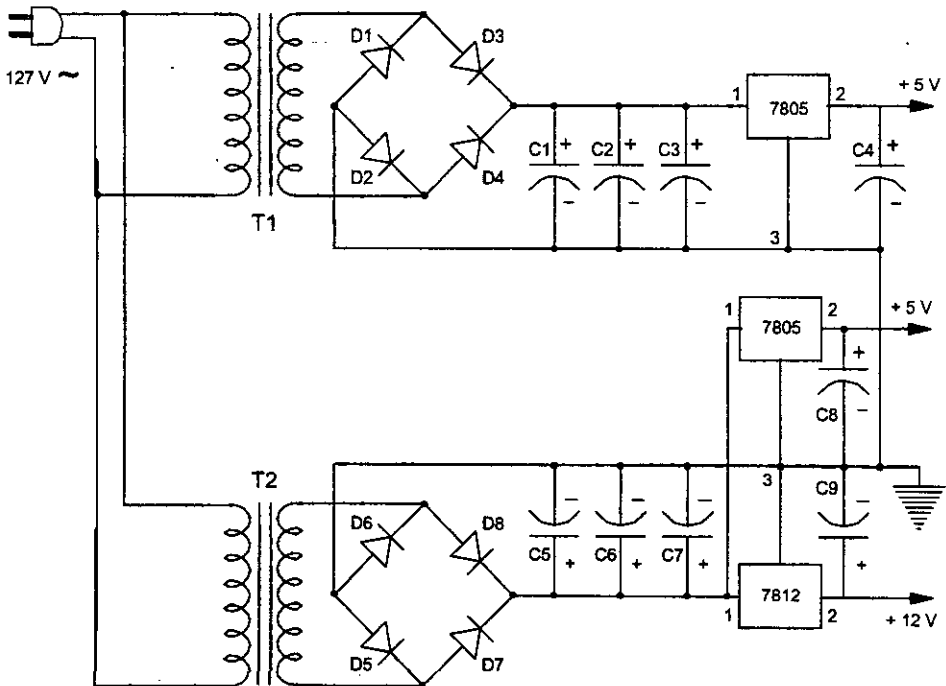 127 V ~
T1
D1
D3
D2
D4
C1
+
-
C2
+
-
C3
+
-
1
7805
2
3
+ 5 V
C4
+
-
1
7805
2
+ 5 V
+
C8
-
T2
D6
D8
D5
D7
-
C5
+
-
C6
+
-
C7
+
3
C9
-
+
1
7812
2
+ 12 V